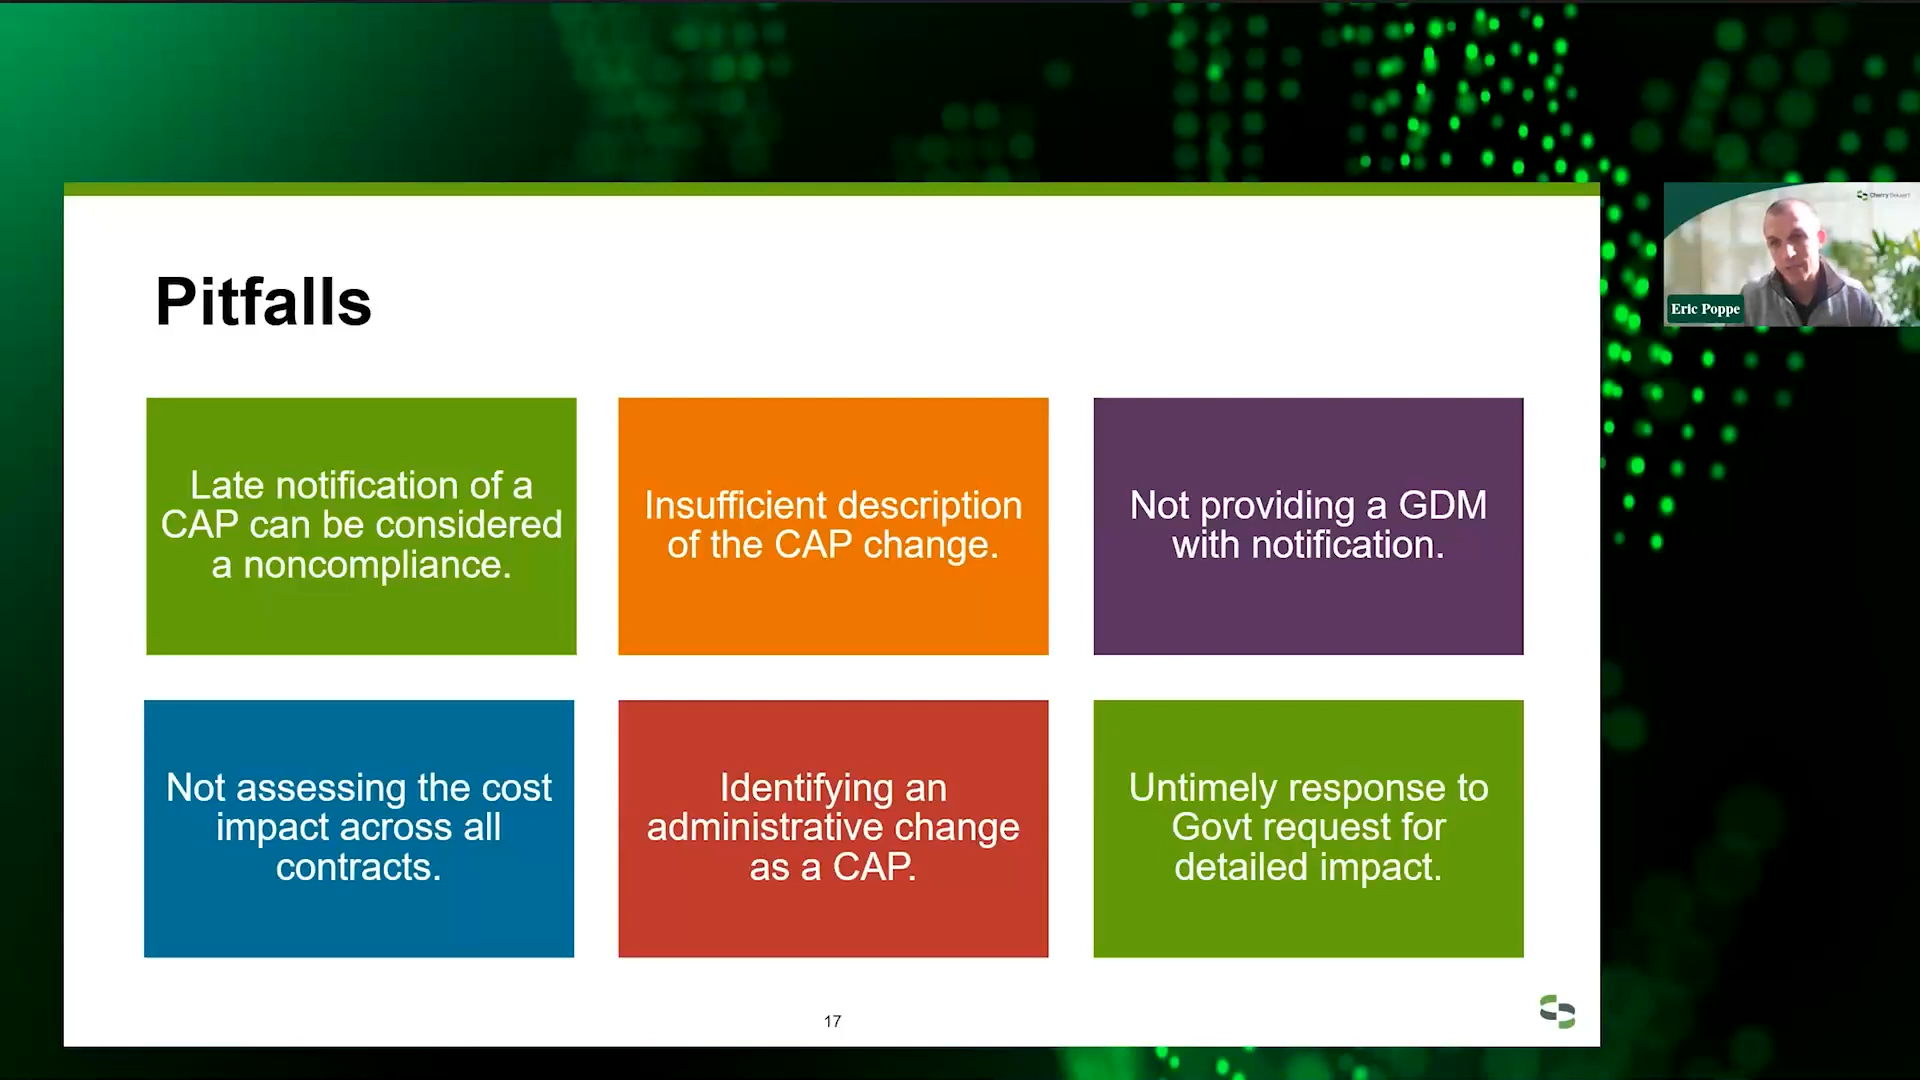 Pitfalls
Late notification of a
CAP can be considered
a noncompliance.
Insufficient description
of the CAP change.
Not providing a GDM
with notification.
Not assessing the cost
impact across all
contracts.
Identifying an
administrative change
as a CAP.
Untimely response to
Govt request for
detailed impact.
17
Cherry Bekaert
Eric Poppe